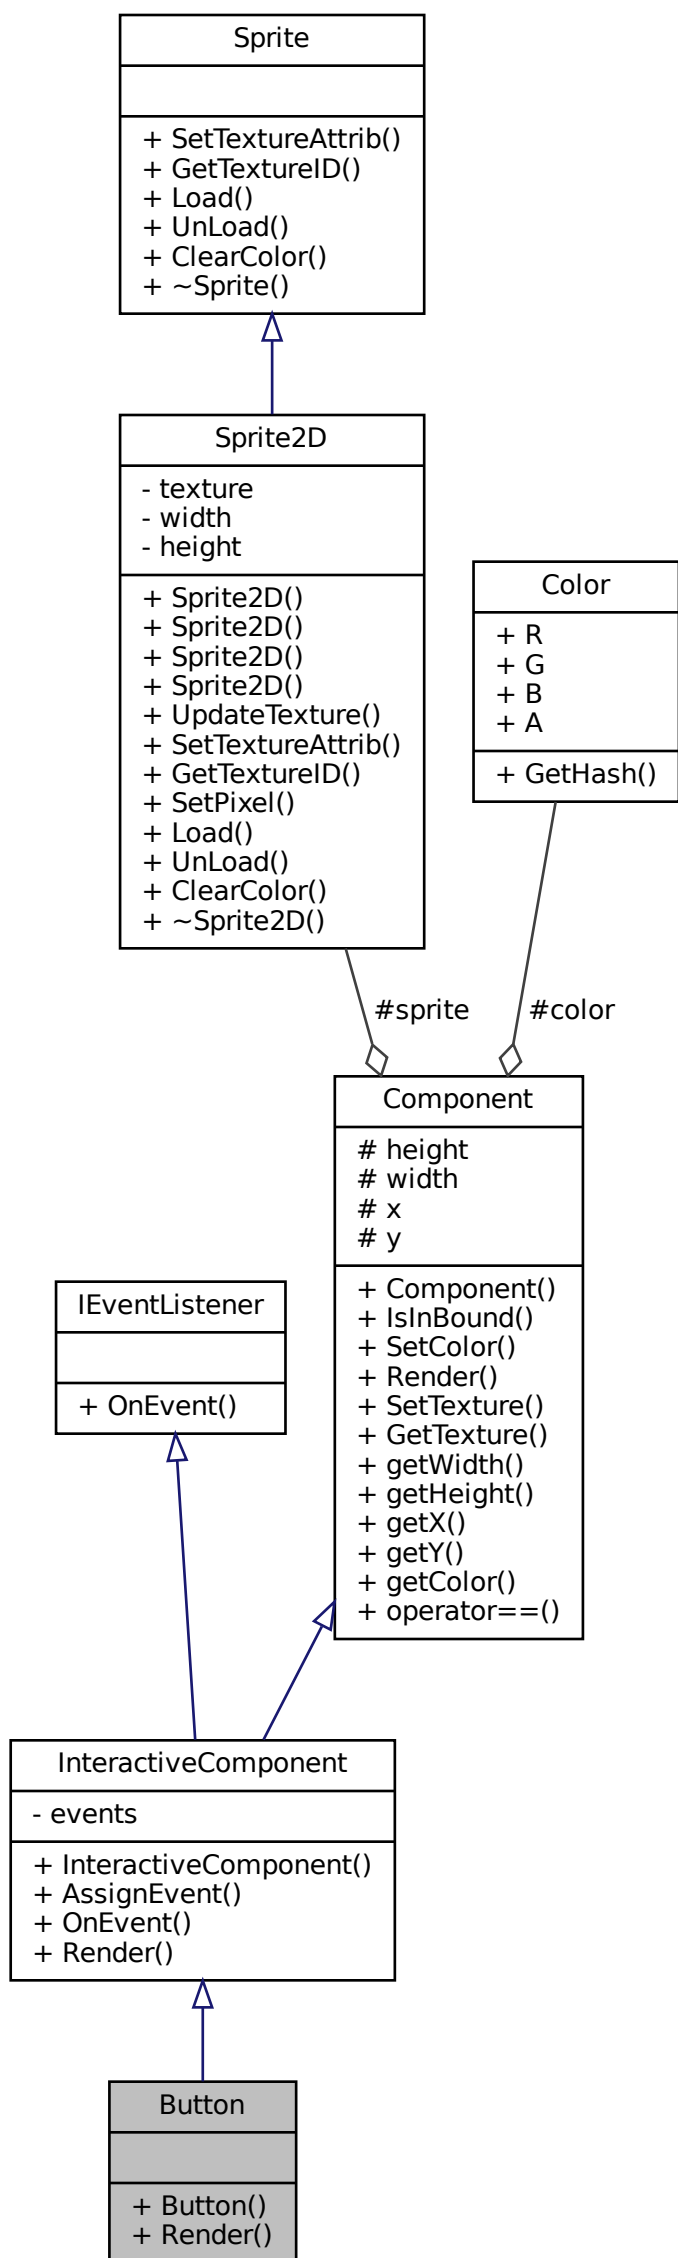 Sprite
+ SetTextureAttrib()
+ GetTextureID()
+ Load()
+ UnLoad()
+ ClearColor()
+ ~Sprite()
Sprite2D
- texture
- width
- height
+ Sprite2D()
+ Sprite2D()
+ Sprite2D()
+ Sprite2D()
+ UpdateTexture()
+ SetTextureAttrib()
+ GetTextureID()
+ SetPixel()
+ Load()
+ UnLoad()
+ ClearColor()
+ ~Sprite2D()
Color
+ R
+ G
+ B
+ A
+ GetHash()
#sprite
#color
Component
# height
# width
# x
# y
+ Component()
+ IsInBound()
+ SetColor()
+ Render()
+ SetTexture()
+ GetTexture()
+ getWidth()
+ getHeight()
+ getX()
+ getY()
+ getColor()
+ operator==()
IEventListener
+ OnEvent()
InteractiveComponent
- events
+ InteractiveComponent()
+ AssignEvent()
+ OnEvent()
+ Render()
Button
+ Button()
+ Render()